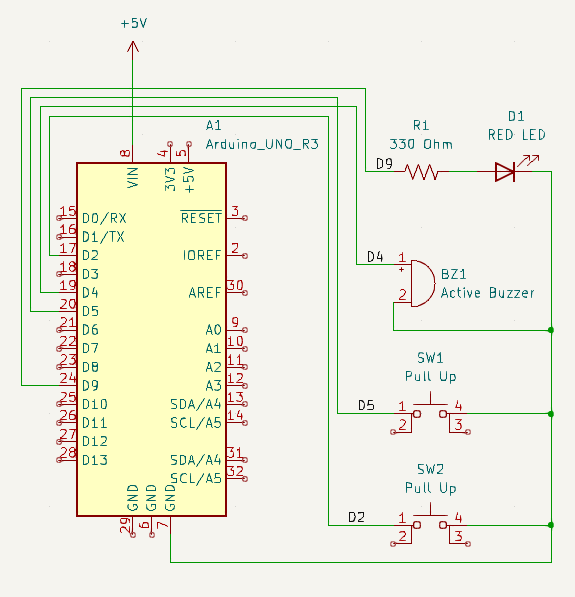 +5V
A1
Arduino_UNO_R3
8
4
5
VIN
3V3
+5V
15 D0/RX
16 D1/TX
17 D2
18 D3
19 D4
20 D5
21 D6
22 D7
23 D8
24 D9
25 D10
26 D11
27 D12
28 D13
RESET 3
IOREF 2
AREF 30
A0 9
A1 10
A2 11
A3 12
SDA/A4 13
SCL/A5 14
SDA/A4 31
SCL/A5 32
GND
GND
GND
29
6
7
D9
R1
330 Ohm
D1
RED LED
D4
1
+
2
BZ1
Active Buzzer
SW1
Pull Up
D5
1
4
2
3
SW2
Pull Up
D2
1
4
2
3